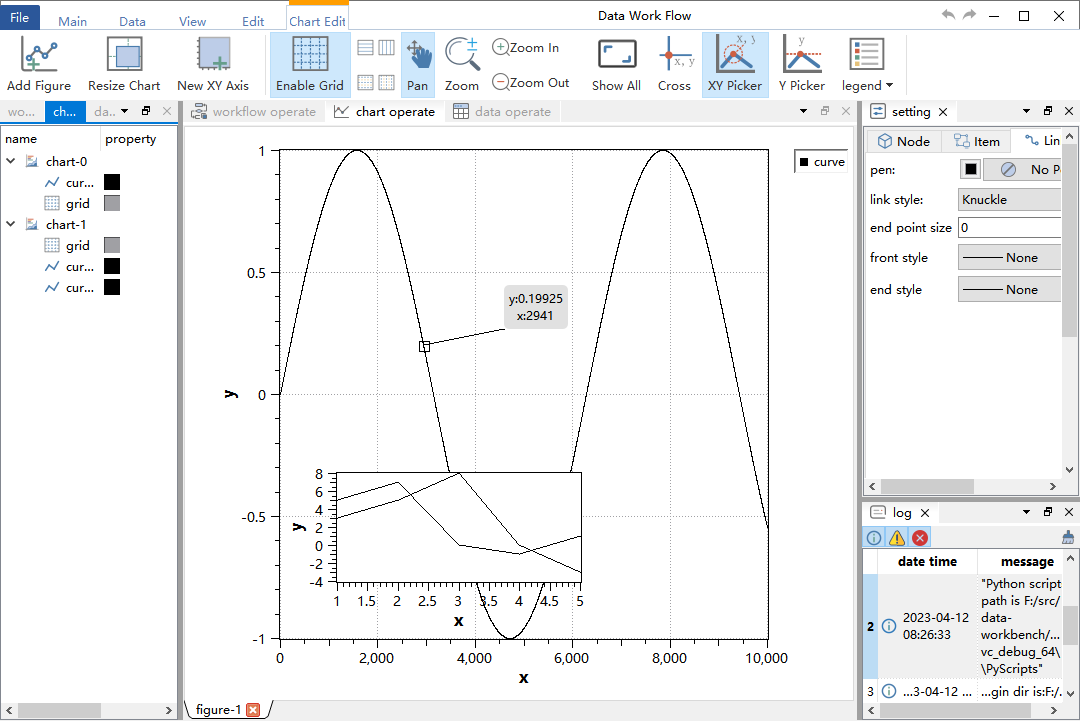 File
Main
Data
View
Edit
Chart Edit
Data Work Flow
Add Figure
Resize Chart
New XY Axis
Enable Grid
Pan
Zoom
Zoom In
Zoom Out
Show All
x, y
Cross
x, y
XY Picker
y
Y Picker
legend
wo...
ch...
da..
name
property
chart-0
cur...
grid
chart-1
grid
cur...
cur...
workflow operate
chart operate
data operate
1
0.5
0
-0.5
-1
y
0
2,000
4,000
6,000
8,000
10,000
x
curve
y:0.19925
x:2941
8
6
4
2
0
-2
-4
y
1
1.5
2
2.5
3
3.5
4
4.5
5
x
figure-1
setting
Node
Item
Lin
pen:
No P
link style:
Knuckle
end point size
0
front style
None
end style
None
log
date time
message
2
2023-04-12
08:26:33
"Python script
path is F:/src/
data-
workbench/...
vc_debug_64\
\PyScripts"
3
...3-04-12 ...
...gin dir is:F:/.